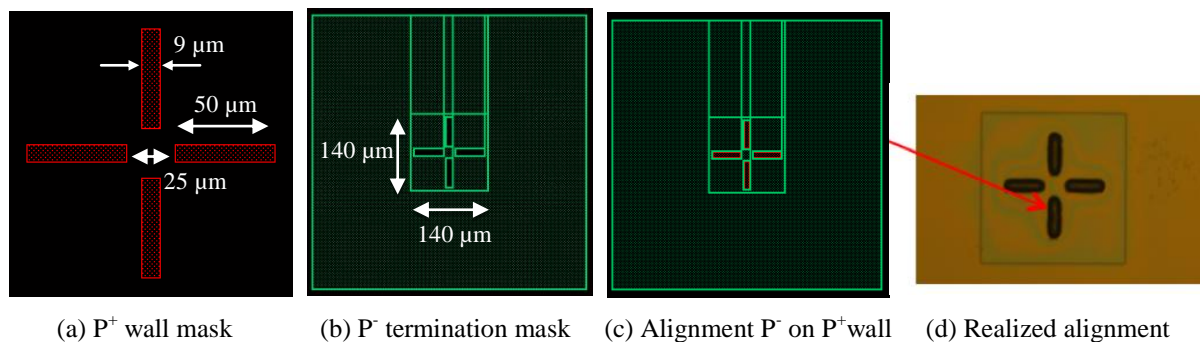 9 µm
50 µm
25 µm
140 µm
140 µm
(a) P⁺ wall mask
(b) P⁻ termination mask
(c) Alignment P⁻ on P⁺wall
(d) Realized alignment